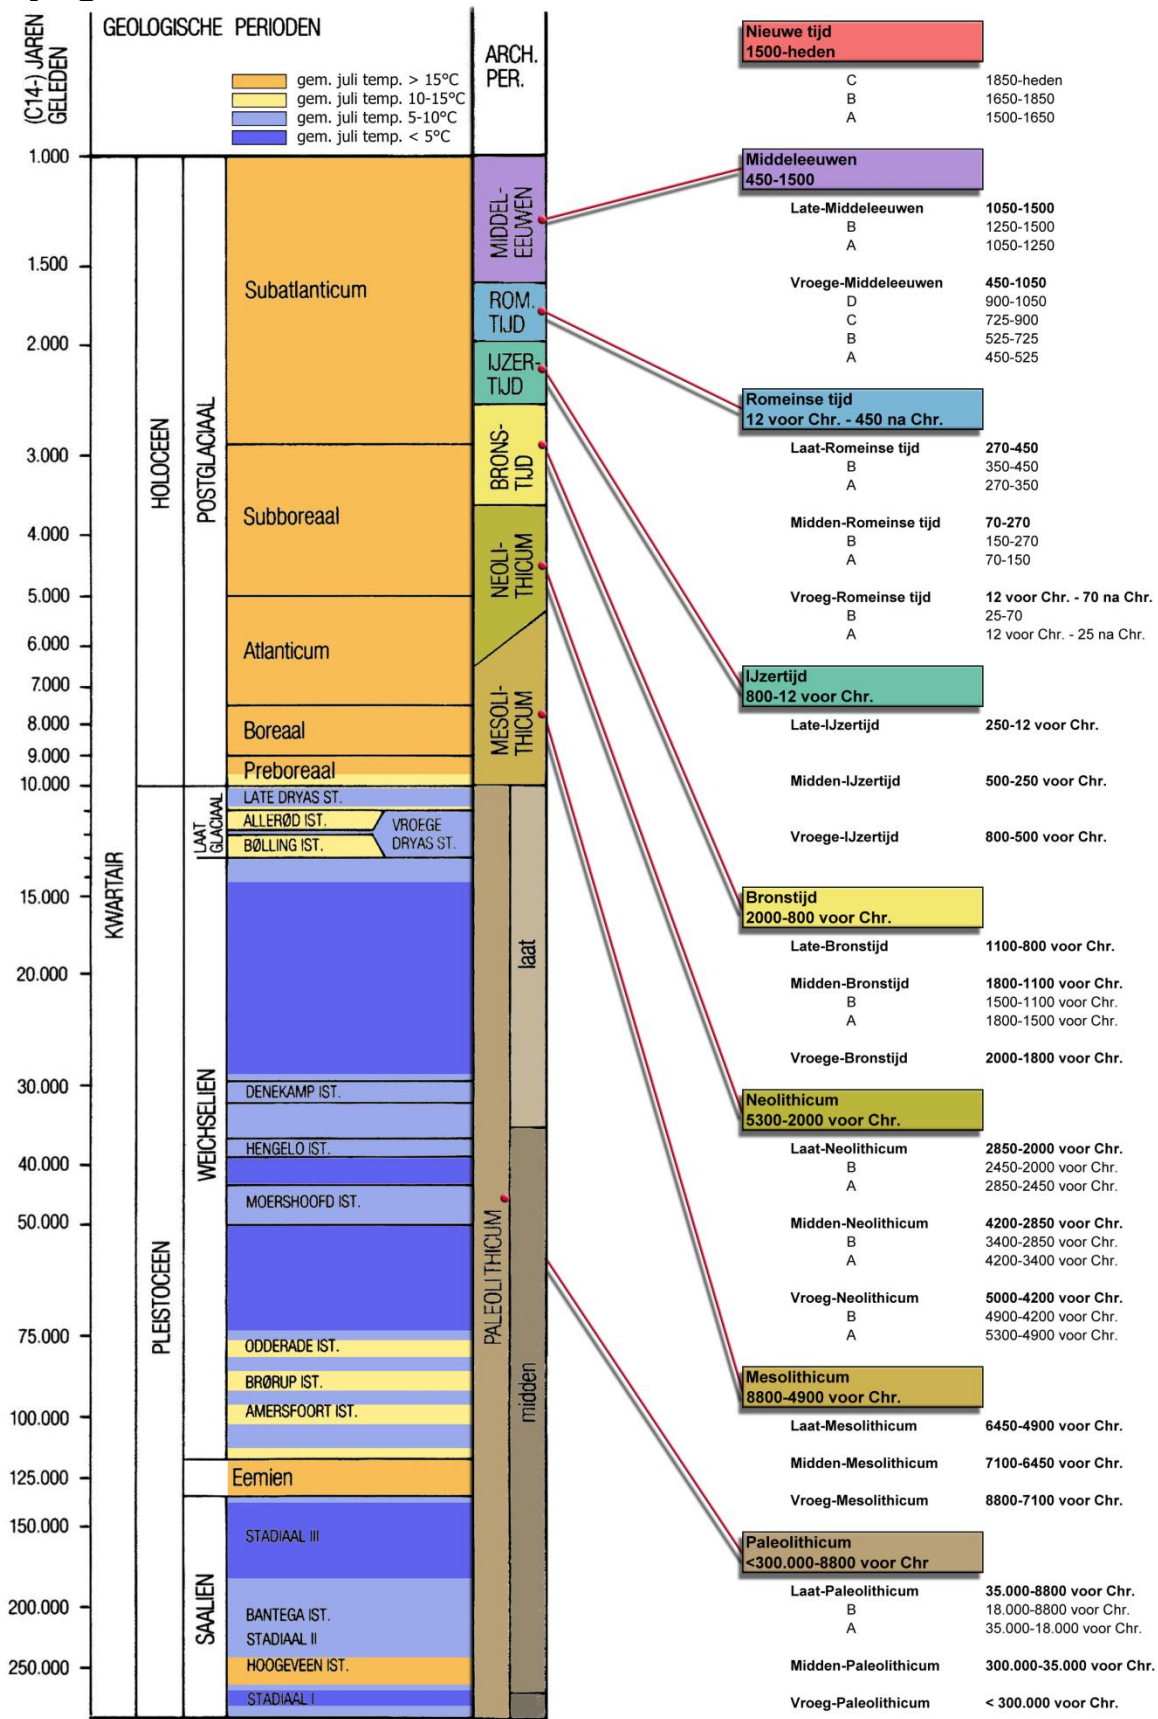 (C14-) JAREN
GELEDEN
GEOLOGISCHE PERIODEN
gem. juli temp. > 15°C
gem. juli temp. 10-15°C
gem. juli temp. 5-10°C
gem. juli temp. < 5°C
ARCH.
PER.
1.000
1.500
2.000
3.000
4.000
5.000
6.000
7.000
8.000
9.000
10.000
15.000
20.000
30.000
40.000
50.000
75.000
100.000
125.000
150.000
200.000
250.000
KWARTAIR
HOLOCEEN
PLEISTOCEEN
POSTGLACIAAL
LAAT
GLACIAAL
WEICHSELIEN
SAALIEN
Subatlanticum
Subboreaal
Atlanticum
Boreaal
Preboreaal
LATE DRYAS ST.
ALLERØD IST.
VROEGE
DRYAS ST.
BØLLING IST.
DENEKAMP IST.
HENGELO IST.
MOERSHOOFD IST.
ODDERADE IST.
BRØRUP IST.
AMERSFOORT IST.
Eemien
STADIAAL III
BANTEGA IST.
STADIAAL II
HOOGEVEEN IST.
STADIAAL I
MIDDEL-
EEUWEN
ROM.
TIJD
IJZER-
TIJD
BRONS-
TIJD
NEOLI-
THICUM
MESOLI-
THICUM
PALEOLITHICUM
laat
midden
Nieuwe tijd
1500-heden
C 1850-heden
B 1650-1850
A 1500-1650
Middeleeuwen
450-1500
Late-Middeleeuwen 1050-1500
B 1250-1500
A 1050-1250
Vroege-Middeleeuwen 450-1050
D 900-1050
C 725-900
B 525-725
A 450-525
Romeinse tijd
12 voor Chr. - 450 na Chr.
Laat-Romeinse tijd 270-450
B 350-450
A 270-350
Midden-Romeinse tijd 70-270
B 150-270
A 70-150
Vroeg-Romeinse tijd 12 voor Chr. - 70 na Chr.
B 25-70
A 12 voor Chr. - 25 na Chr.
IJzertijd
800-12 voor Chr.
Late-IJzertijd 250-12 voor Chr.
Midden-IJzertijd 500-250 voor Chr.
Vroege-IJzertijd 800-500 voor Chr.
Bronstijd
2000-800 voor Chr.
Late-Bronstijd 1100-800 voor Chr.
Midden-Bronstijd 1800-1100 voor Chr.
B 1500-1100 voor Chr.
A 1800-1500 voor Chr.
Vroege-Bronstijd 2000-1800 voor Chr.
Neolithicum
5300-2000 voor Chr.
Laat-Neolithicum 2850-2000 voor Chr.
B 2450-2000 voor Chr.
A 2850-2450 voor Chr.
Midden-Neolithicum 4200-2850 voor Chr.
B 3400-2850 voor Chr.
A 4200-3400 voor Chr.
Vroeg-Neolithicum 5000-4200 voor Chr.
B 4900-4200 voor Chr.
A 5300-4900 voor Chr.
Mesolithicum
8800-4900 voor Chr.
Laat-Mesolithicum 6450-4900 voor Chr.
Midden-Mesolithicum 7100-6450 voor Chr.
Vroeg-Mesolithicum 8800-7100 voor Chr.
Paleolithicum
<300.000-8800 voor Chr
Laat-Paleolithicum 35.000-8800 voor Chr.
B 18.000-8800 voor Chr.
A 35.000-18.000 voor Chr.
Midden-Paleolithicum 300.000-35.000 voor Chr.
Vroeg-Paleolithicum < 300.000 voor Chr.